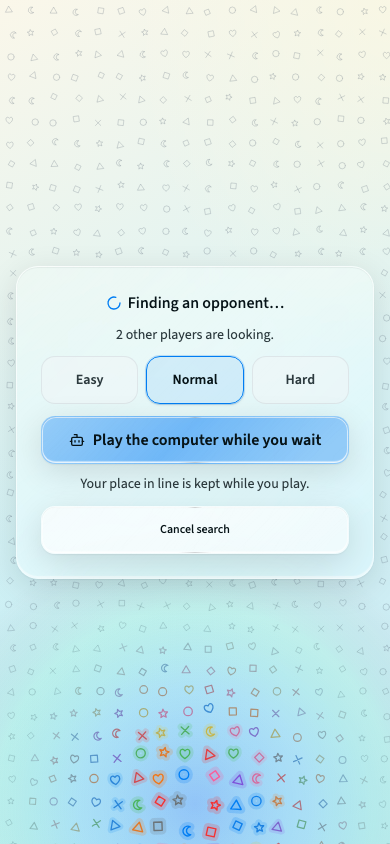 Finding an opponent…
2 other players are looking.
Easy
Normal
Hard
Play the computer while you wait
Your place in line is kept while you play.
Cancel search